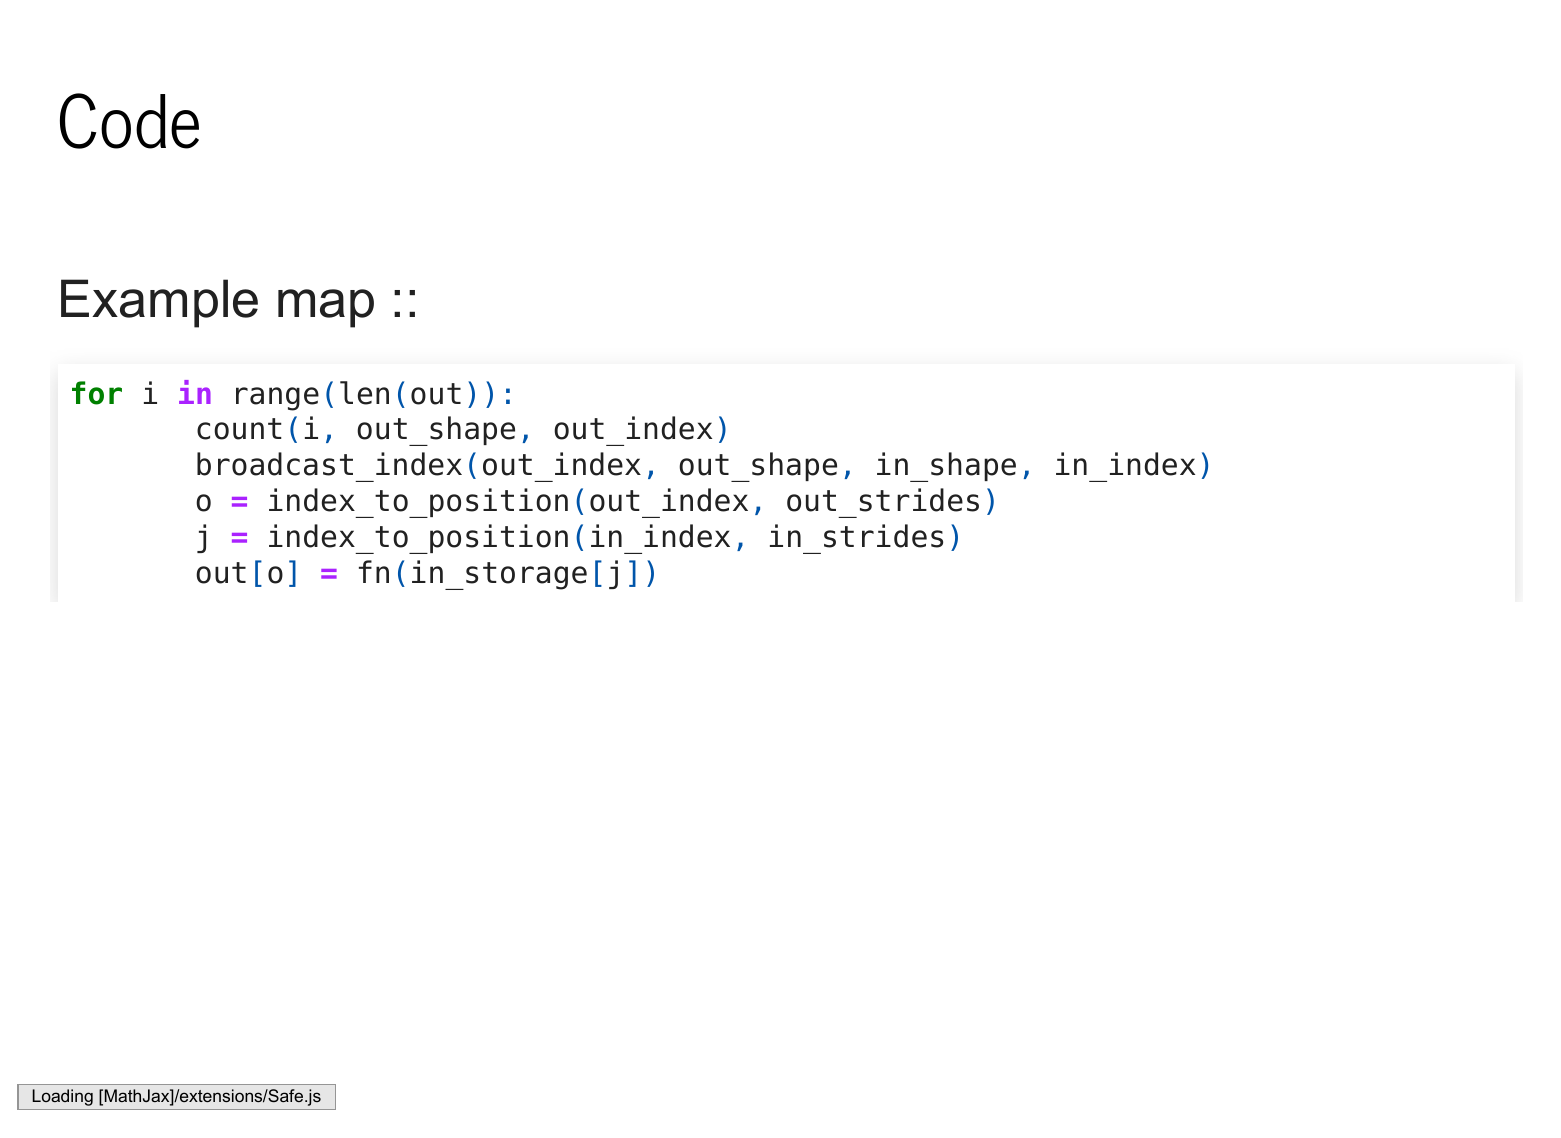 Code
Example map ::
for i in range(len(out)):
       count(i, out_shape, out_index)
       broadcast_index(out_index, out_shape, in_shape, in_index)
       o = index_to_position(out_index, out_strides)
       j = index_to_position(in_index, in_strides)
       out[o] = fn(in_storage[j])
Loading [MathJax]/extensions/Safe.js